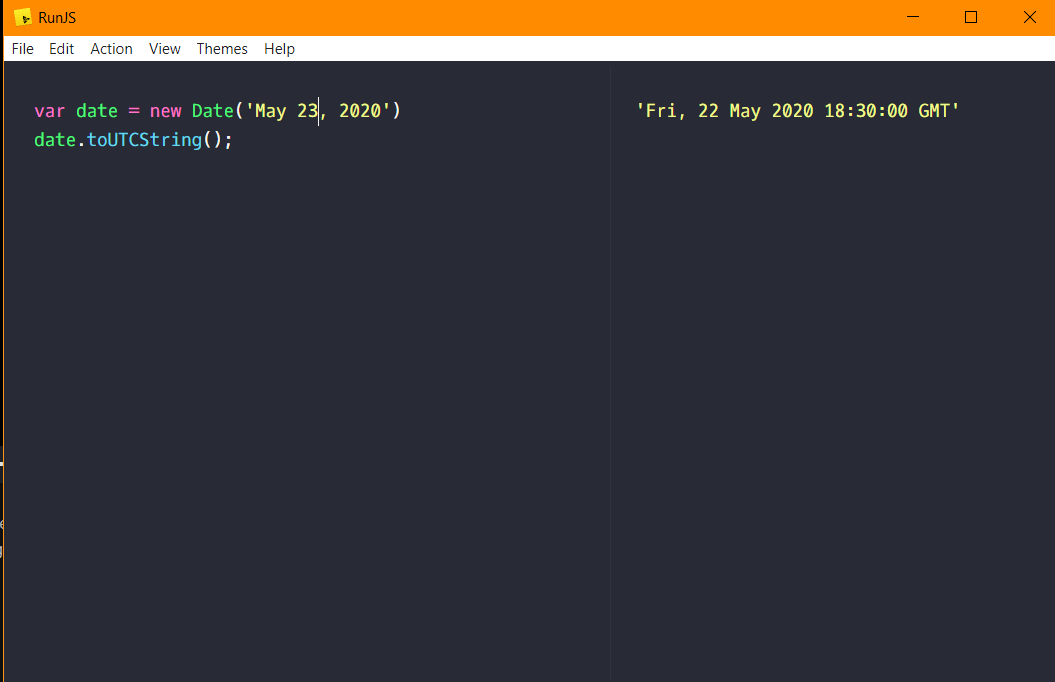 RunJS
File Edit Action View Themes Help
var date = new Date('May 23, 2020')
date.toUTCString();
'Fri, 22 May 2020 18:30:00 GMT'